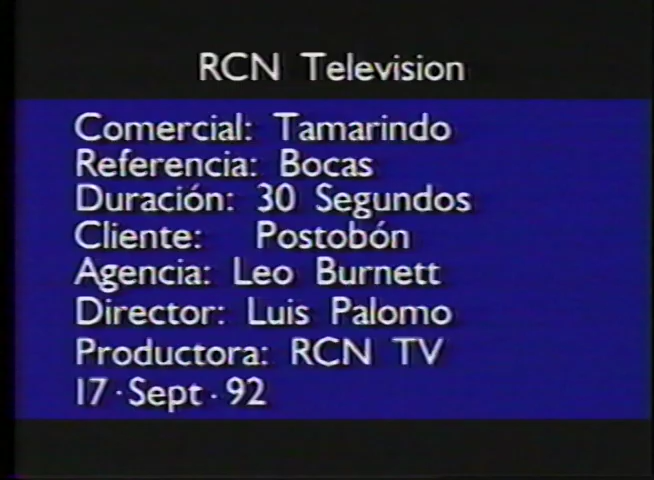 RCN Television
Comercial: Tamarindo
Referencia: Bocas
Duración: 30 Segundos
Cliente: Postobón
Agencia: Leo Burnett
Director: Luis Palomo
Productora: RCN TV
17·Sept·92